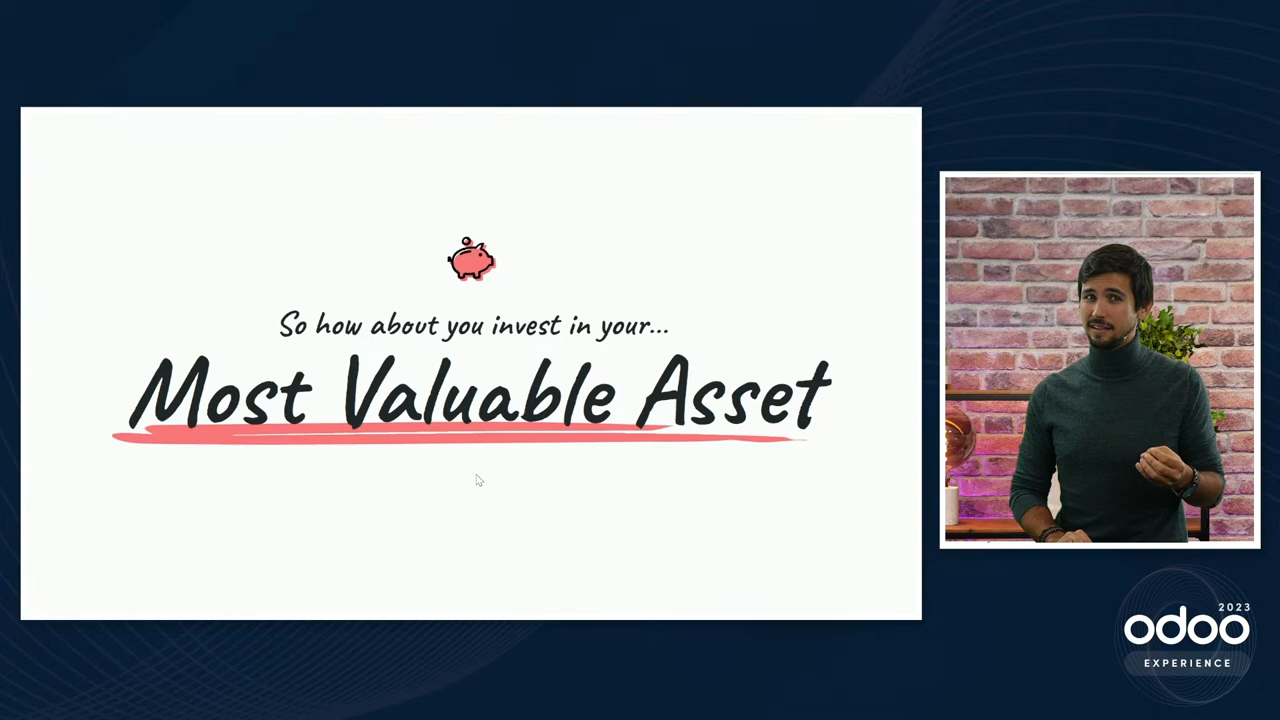 So how about you invest in your...
Most Valuable Asset
2023
odoo
EXPERIENCE